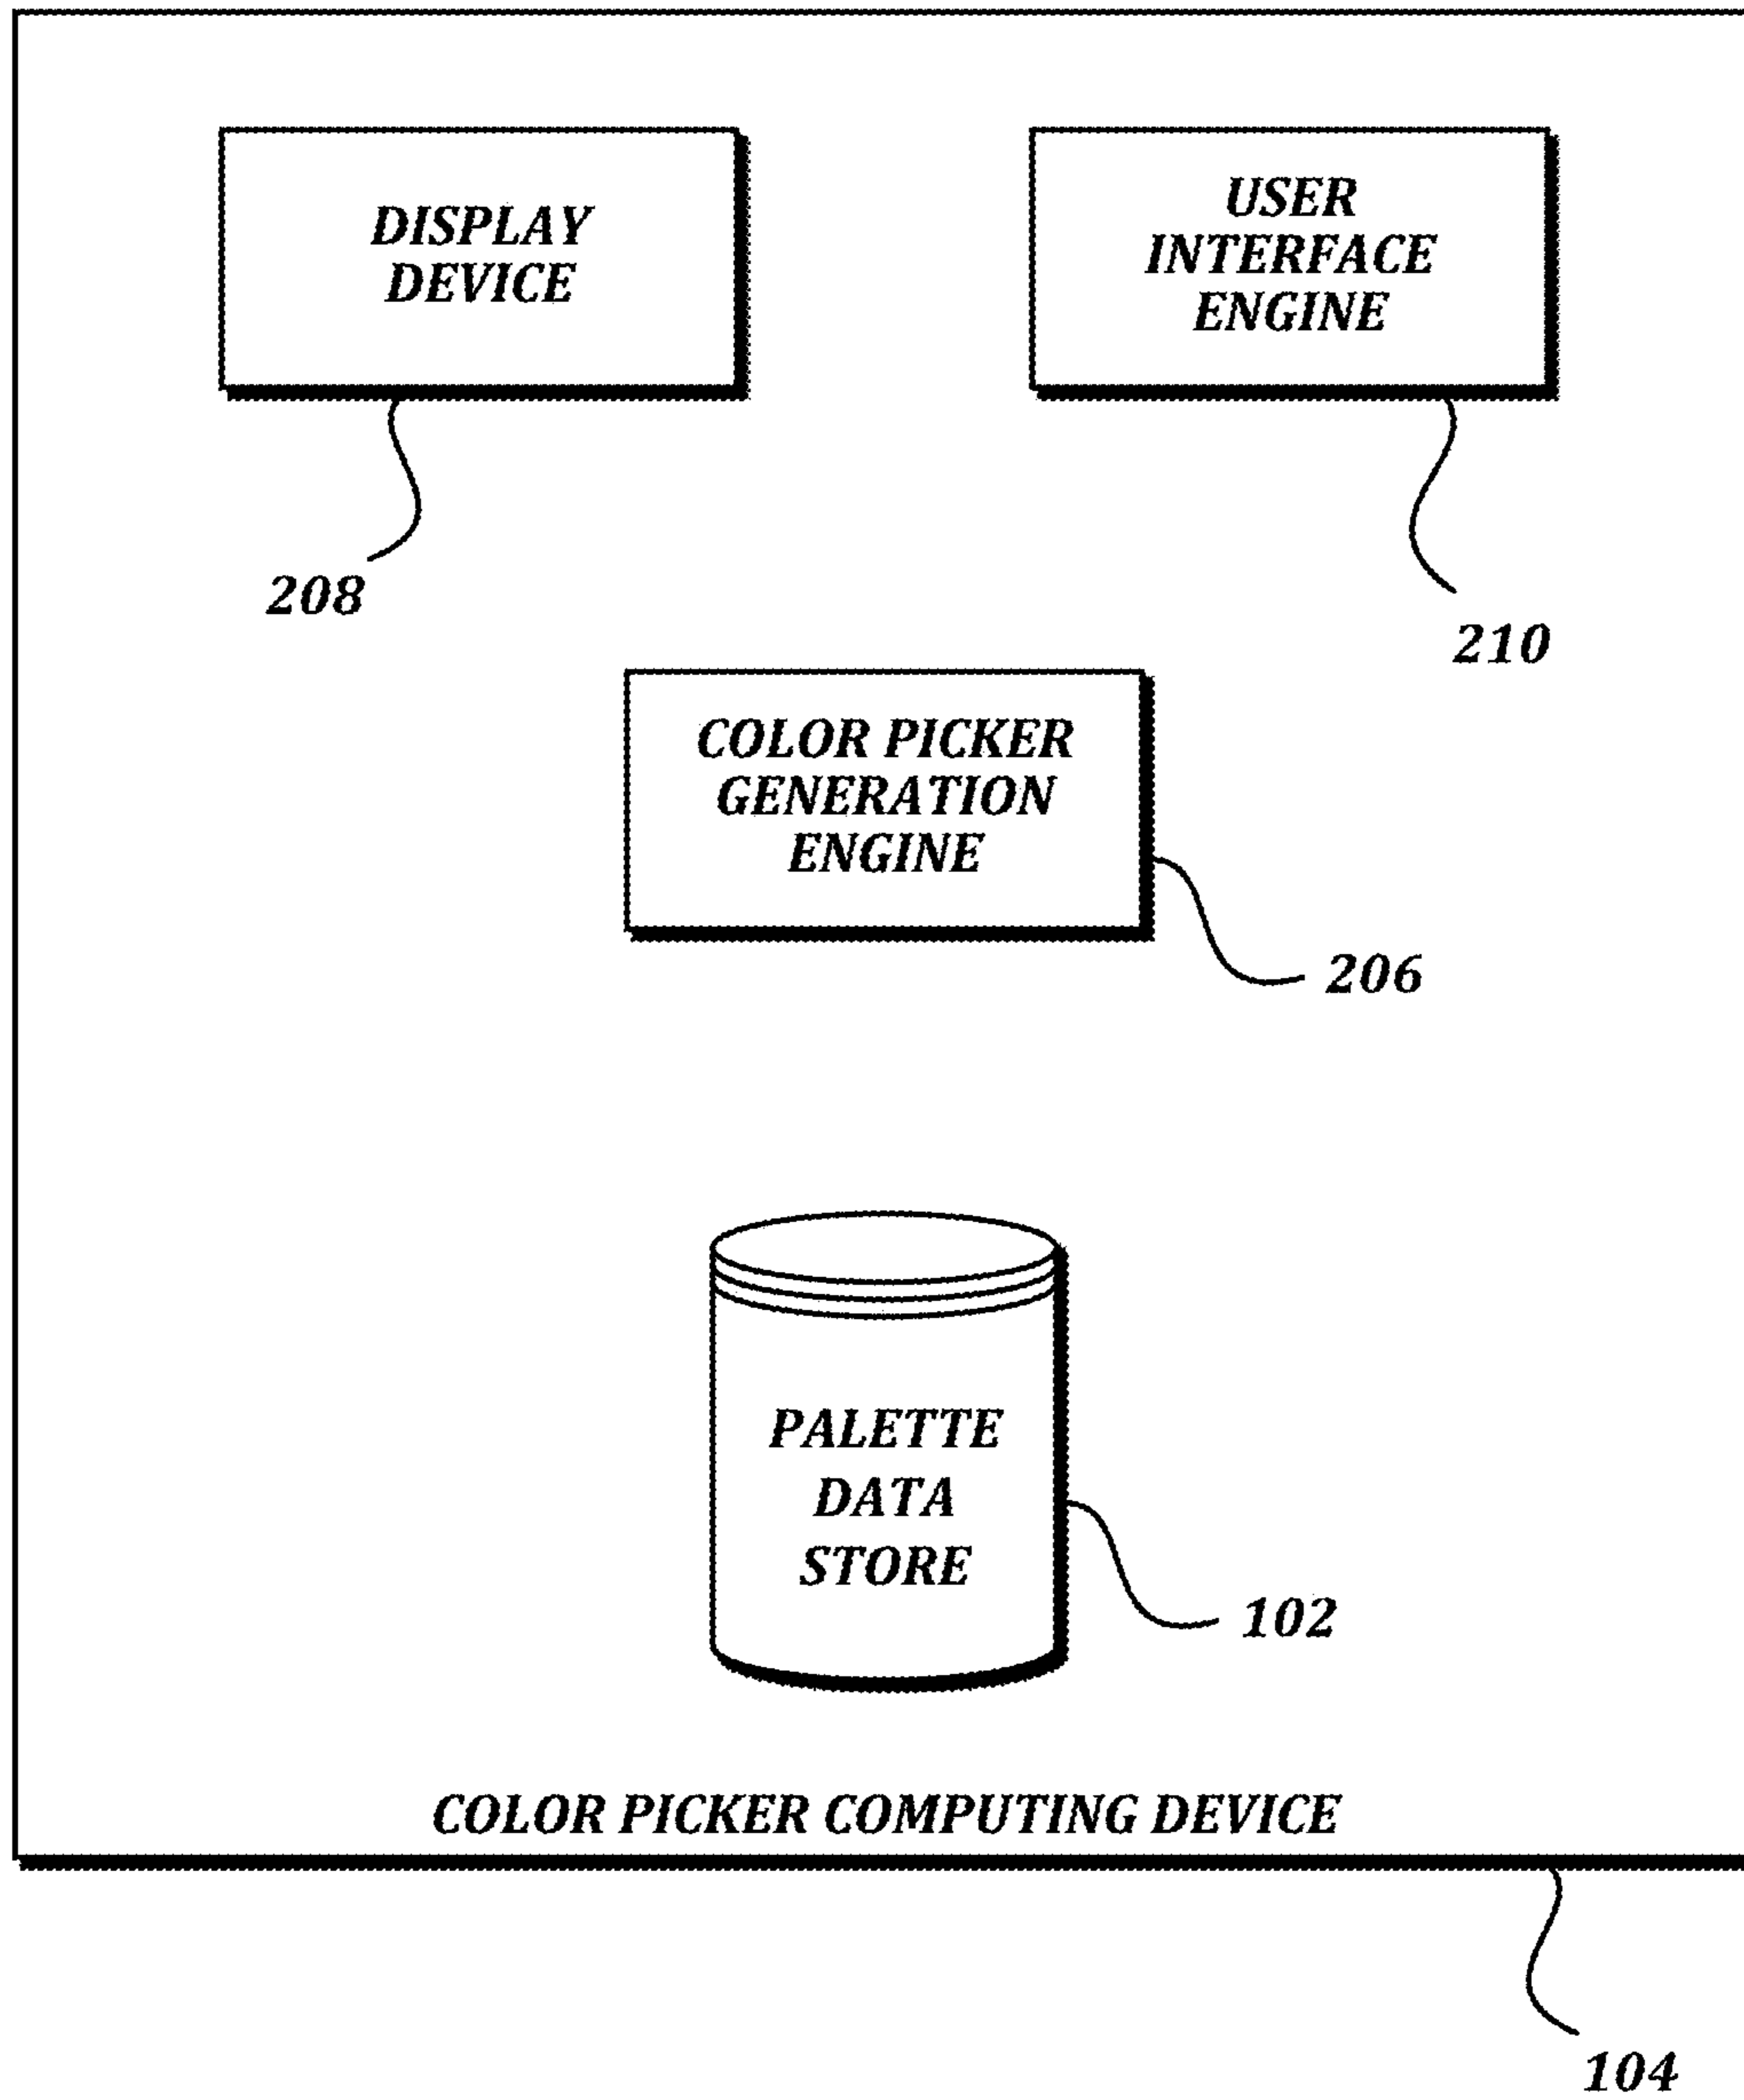 DISPLAY
DEVICE
208
USER
INTERFACE
ENGINE
210
COLOR PICKER
GENERATION
ENGINE
206
PALETTE
DATA
STORE
102
COLOR PICKER COMPUTING DEVICE
104